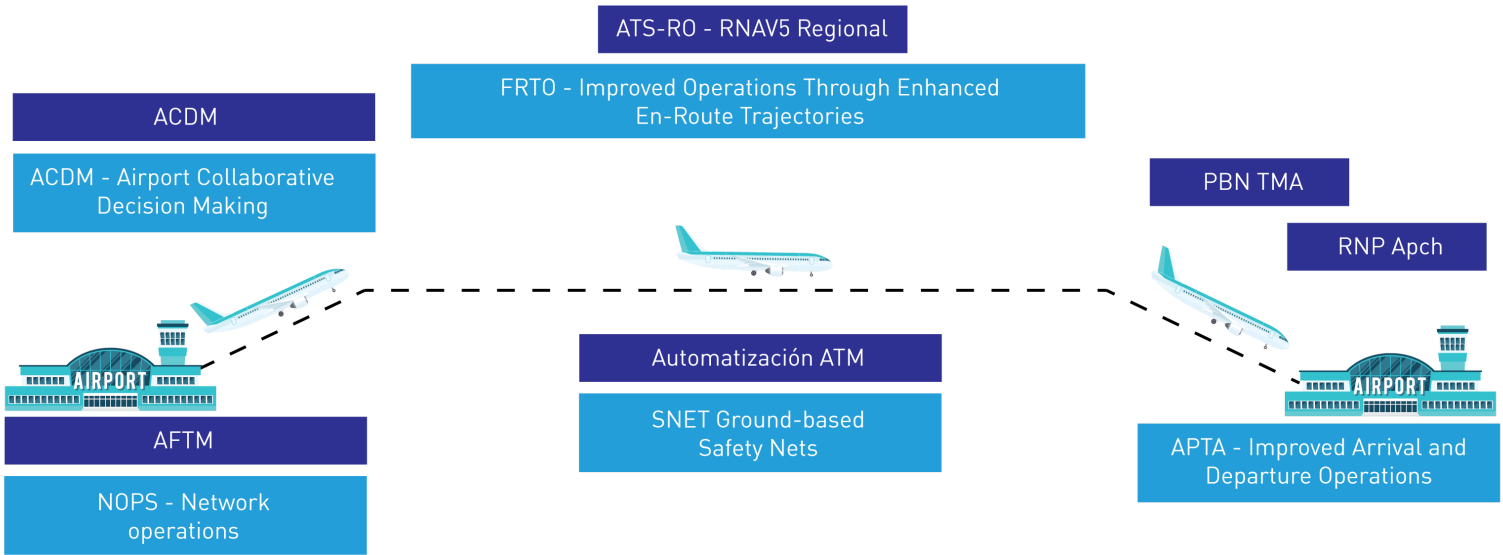 ATS-RO - RNAV5 Regional
FRTO - Improved Operations Through Enhanced
En-Route Trajectories
ACDM
ACDM - Airport Collaborative
Decision Making
PBN TMA
RNP Apch
AIRPORT
AFTM
NOPS - Network
operations
Automatización ATM
SNET Ground-based
Safety Nets
AIRPORT
APTA - Improved Arrival and
Departure Operations